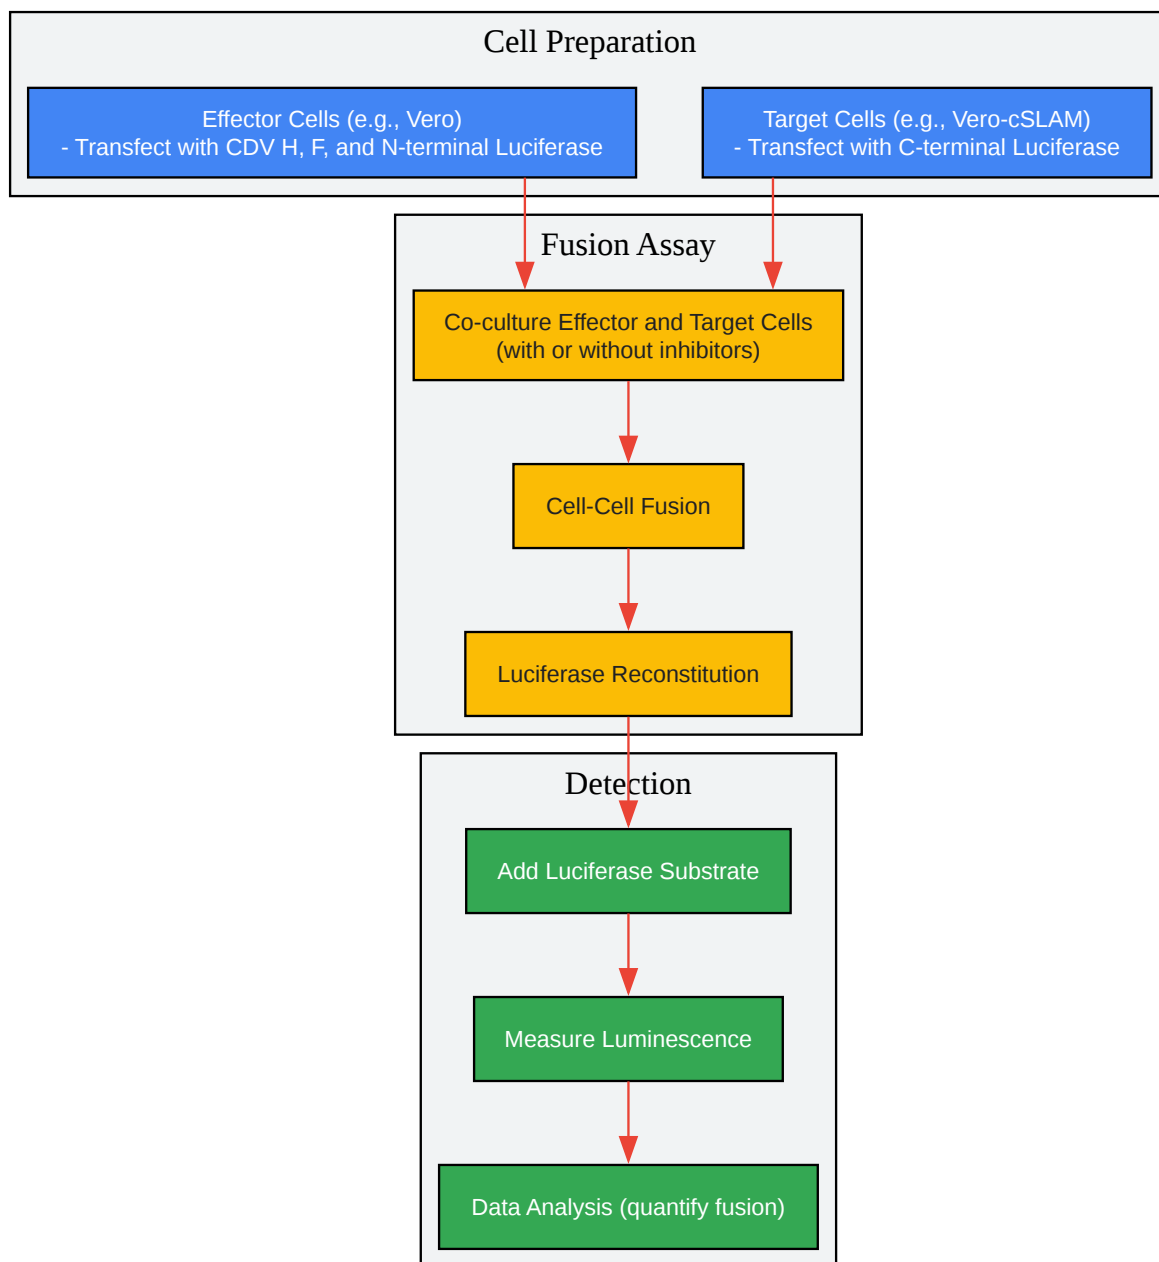 Cell Preparation
Effector Cells (e.g., Vero)
- Transfect with CDV H, F, and N-terminal Luciferase
Target Cells (e.g., Vero-cSLAM)
- Transfect with C-terminal Luciferase
Fusion Assay
Co-culture Effector and Target Cells
(with or without inhibitors)
Cell-Cell Fusion
Luciferase Reconstitution
Detection
Add Luciferase Substrate
Measure Luminescence
Data Analysis (quantify fusion)